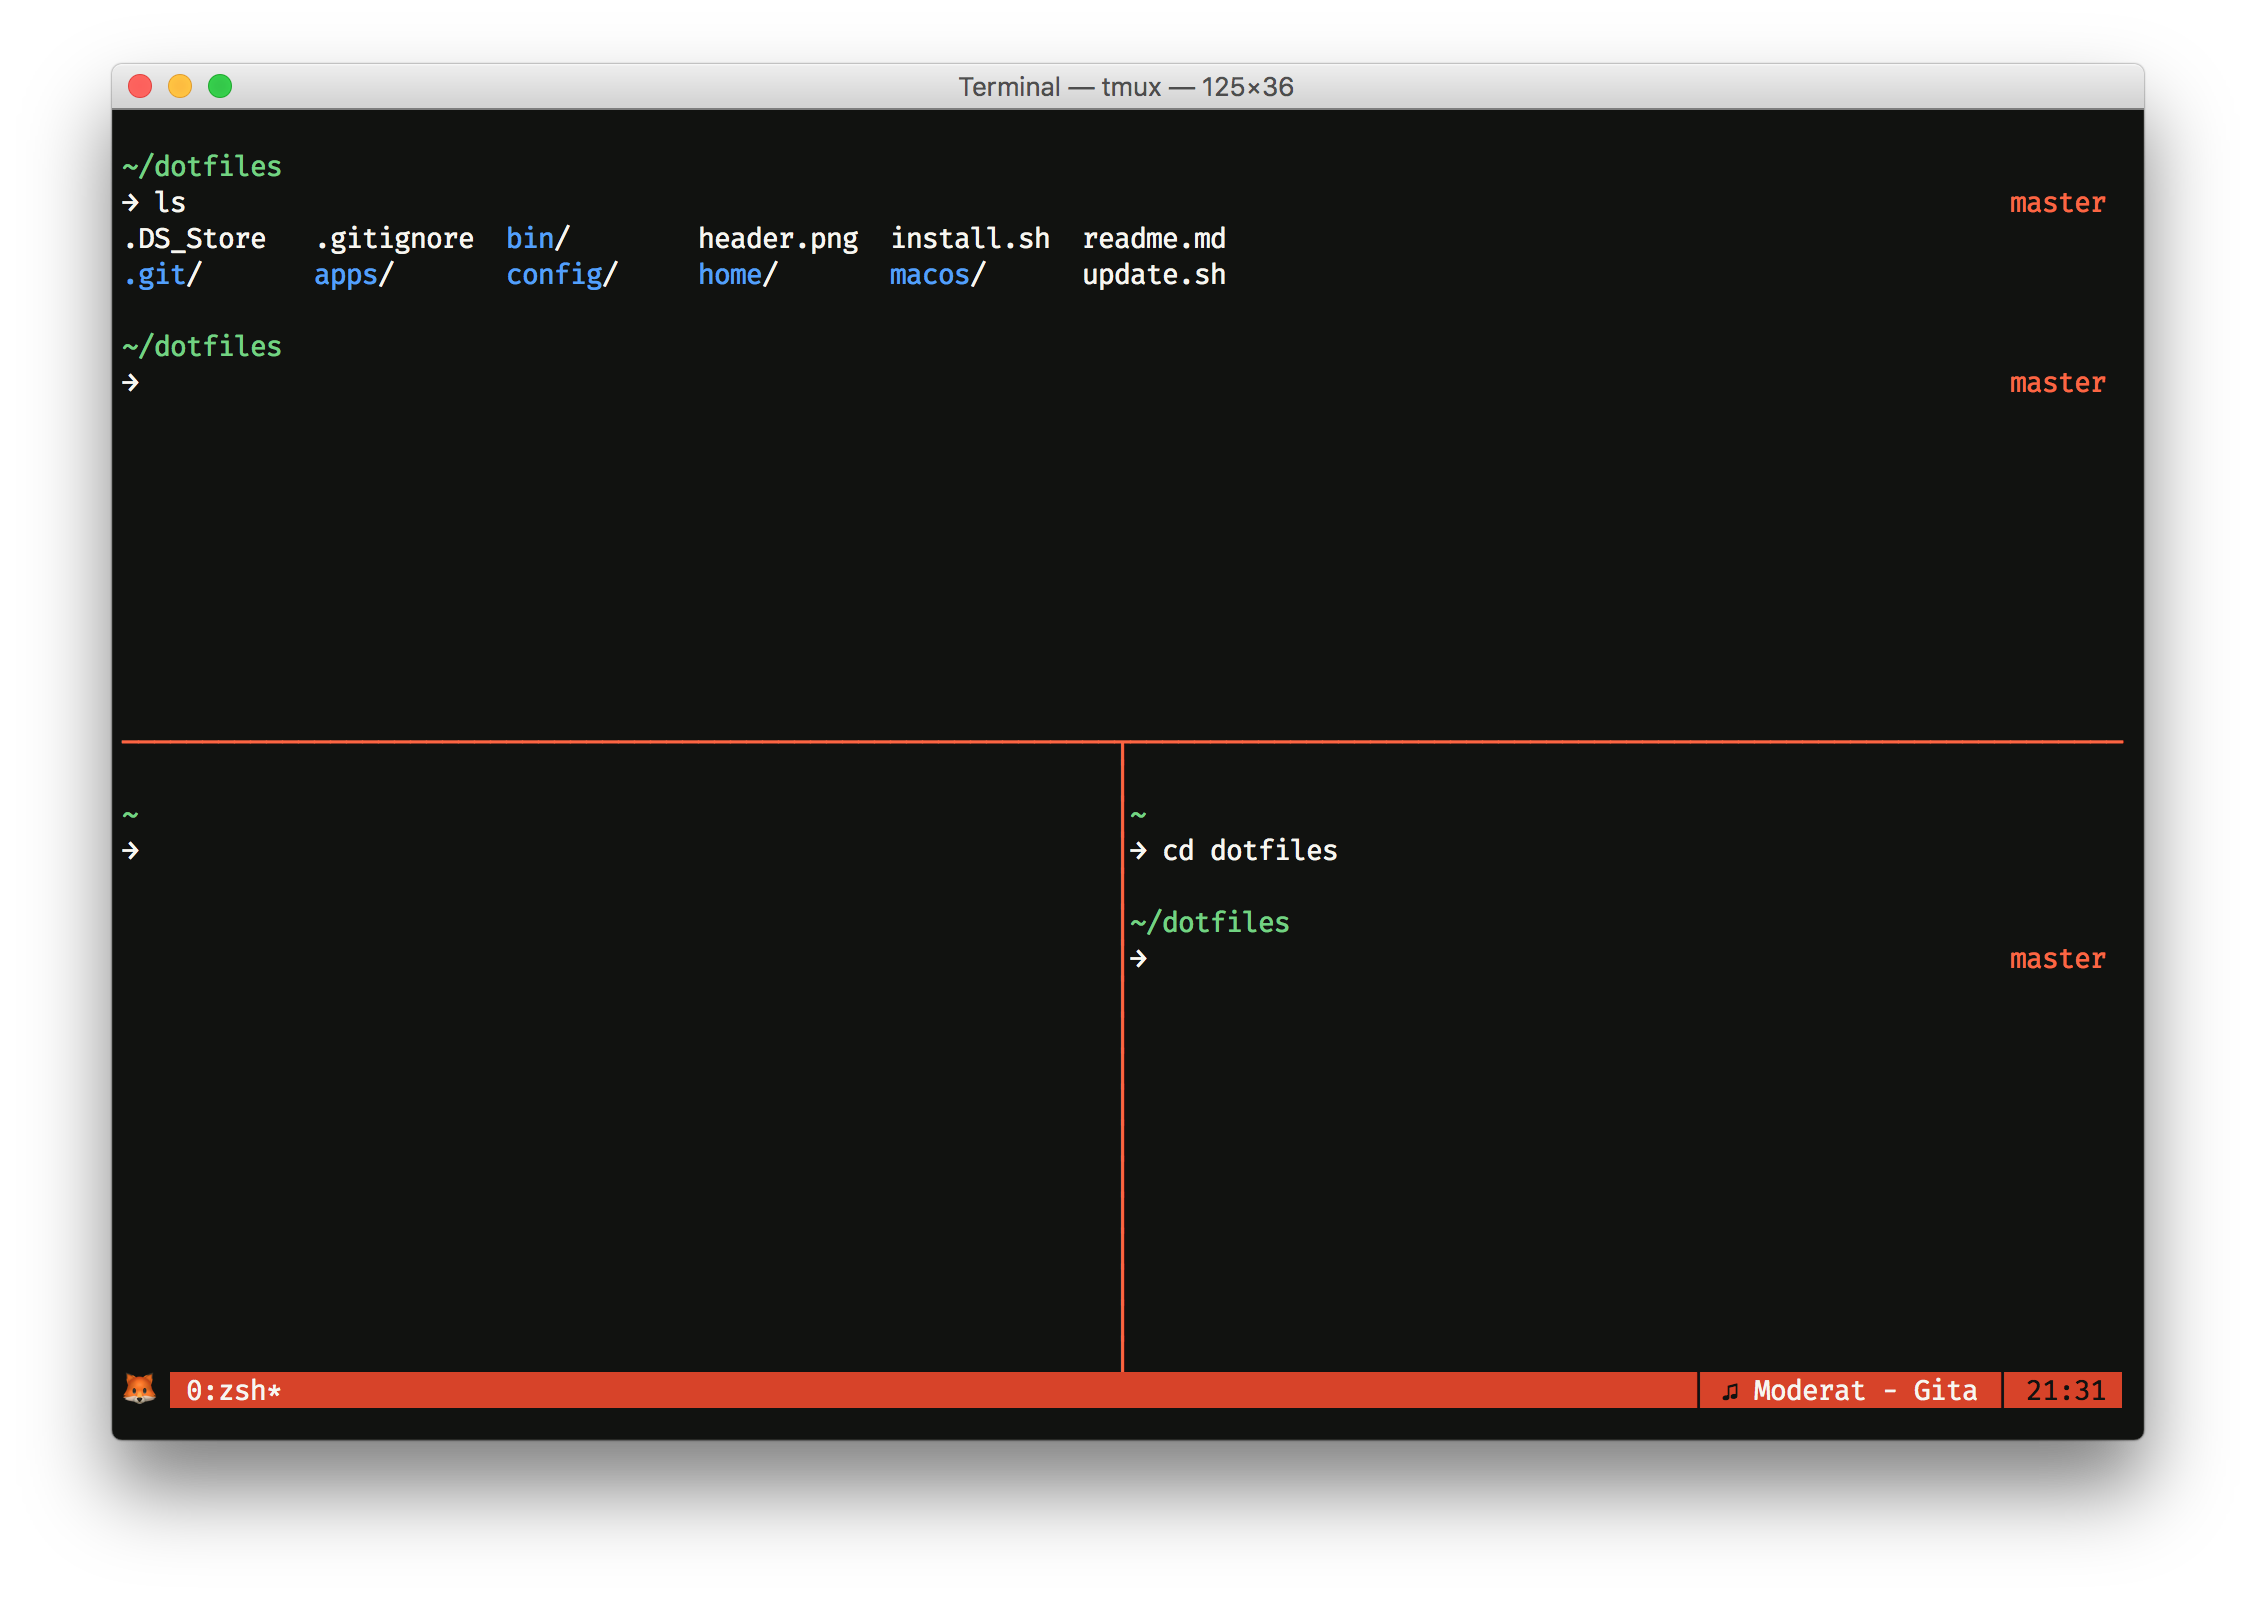 Terminal — tmux — 125×36
~/dotfiles
→ ls master
.DS_Store .gitignore bin/ header.png install.sh readme.md
.git/ apps/ config/ home/ macos/ update.sh
~/dotfiles
→ master
~
→
~
→ cd dotfiles
~/dotfiles
→ master
0:zsh* ♫ Moderat - Gita 21:31